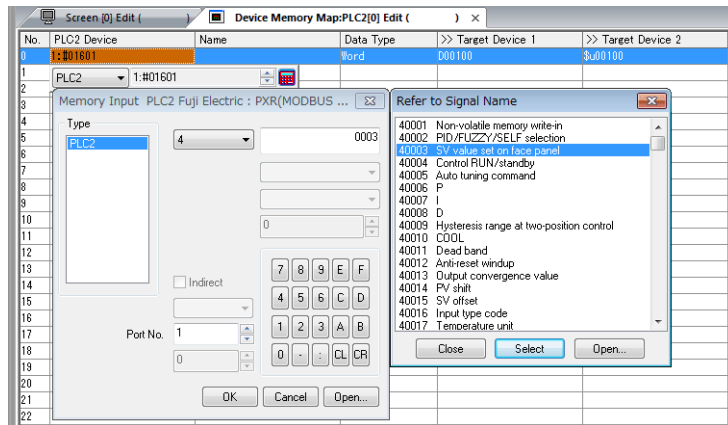 Screen [0] Edit ( )
Device Memory Map:PLC2[0] Edit ( ) ×
No. PLC2 Device Name Data Type >> Target Device 1 >> Target Device 2
0 1:#01601 Word D00100 $u00100
1
PLC2 1:#01601
2
3
4
5
6
7
8
9
10
11
12
13
14
15
16
17
18
19
20
21
22
Memory Input PLC2 Fuji Electric : PXR(MODBUS ...
Type
PLC2
4
0003
0
Indirect
Port No. 1
0
7 8 9 E F
4 5 6 C D
1 2 3 A B
0 - : CL CR
OK Cancel Open...
Refer to Signal Name
40001 Non-volatile memory write-in
40002 PID/FUZZY/SELF selection
40003 SV value set on face panel
40004 Control RUN/standby
40005 Auto tuning command
40006 P
40007 I
40008 D
40009 Hysteresis range at two-position control
40010 COOL
40011 Dead band
40012 Anti-reset windup
40013 Output convergence value
40014 PV shift
40015 SV offset
40016 Input type code
40017 Temperature unit
Close Select Open...